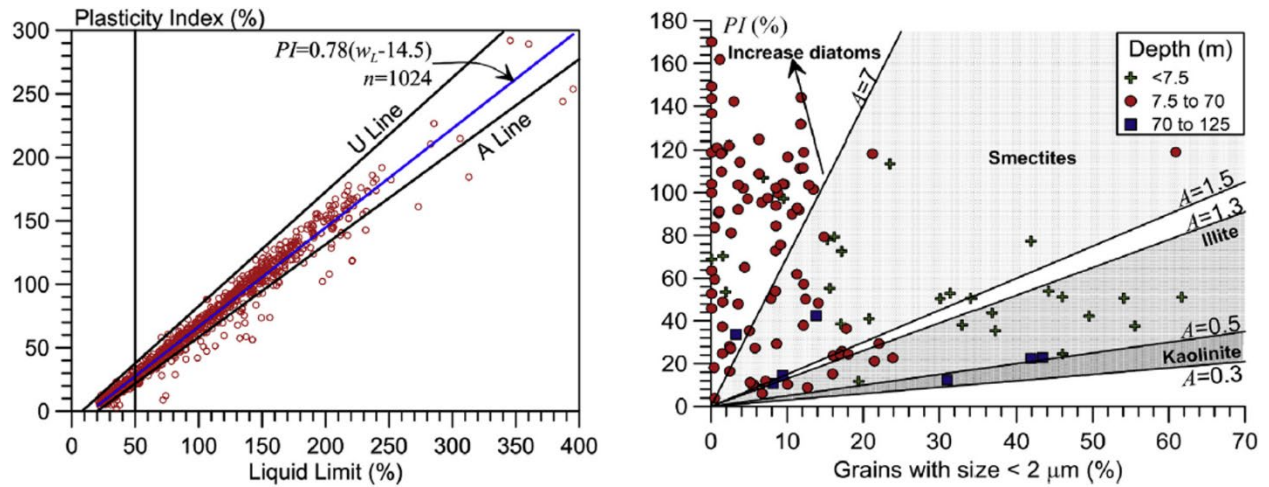 Plasticity Index (%)
300
250
200
150
100
50
0
PI=0.78(wL-14.5)
n=1024
U Line
A Line
0 50 100 150 200 250 300 350 400
Liquid Limit (%)
180
160
140
120
100
80
60
40
20
0
PI (%)
Increase diatoms
A=7
Depth (m)
<7.5
7.5 to 70
70 to 125
Smectites
A=1.5
A=1.3
Illite
A=0.5
Kaolinite
A=0.3
0 10 20 30 40 50 60 70
Grains with size < 2 μm (%)